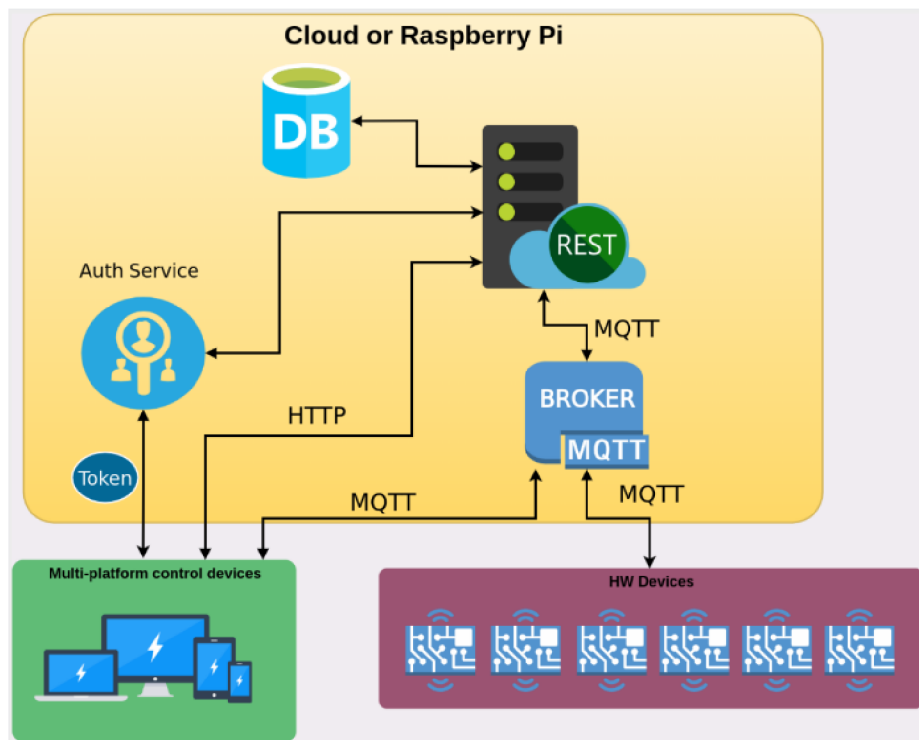 Cloud or Raspberry Pi
DB
REST
Auth Service
MQTT
BROKER
MQTT
HTTP
Token
MQTT
MQTT
Multi-platform control devices
HW Devices